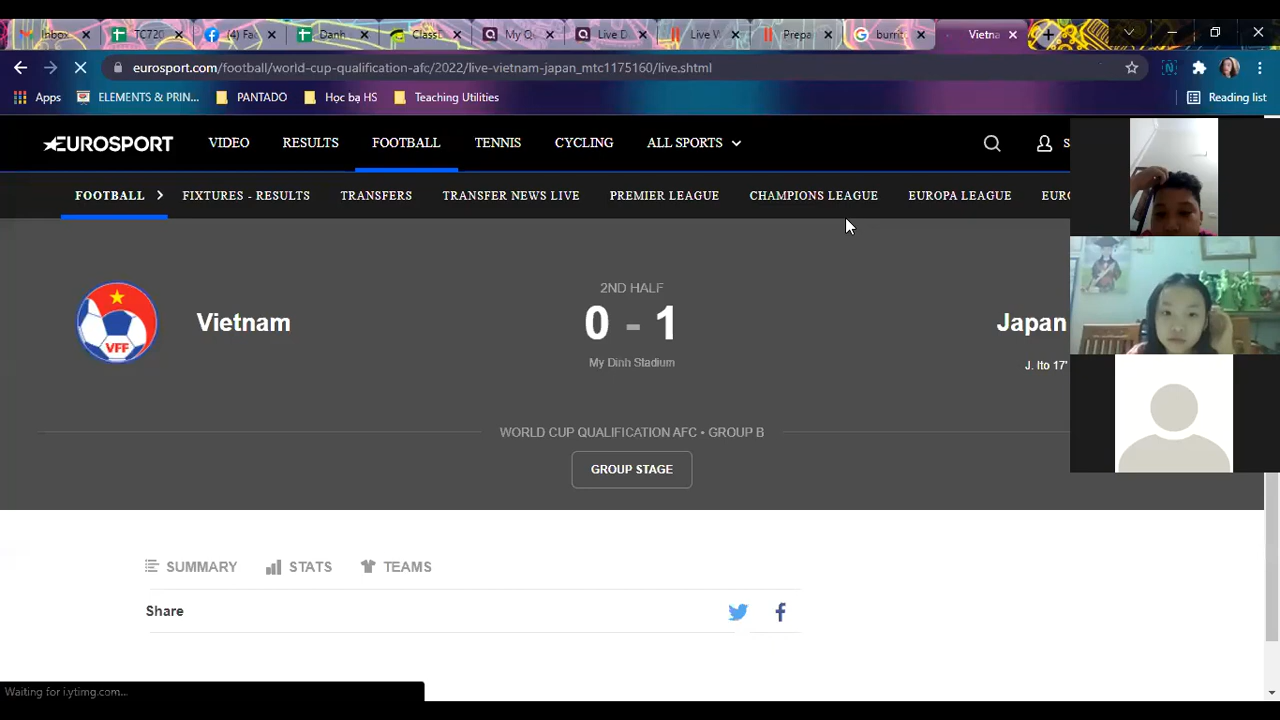 Inbox TC720 (4) Fa Danh Class My O Live D Live W Prepa burrit Vietna
eurosport.com/football/world-cup-qualification-afc/2022/live-vietnam-japan_mtc1175160/live.shtml
Apps ELEMENTS & PRIN... PANTADO Học bạ HS Teaching Utilities Reading list
EUROSPORT VIDEO RESULTS FOOTBALL TENNIS CYCLING ALL SPORTS S
FOOTBALL FIXTURES - RESULTS TRANSFERS TRANSFER NEWS LIVE PREMIER LEAGUE CHAMPIONS LEAGUE EUROPA LEAGUE EURO
2ND HALF
Vietnam 0 - 1 Japan
VFF
My Dinh Stadium
J. Ito 17'
WORLD CUP QUALIFICATION AFC • GROUP B
GROUP STAGE
SUMMARY STATS TEAMS
Share
Waiting for i.ytimg.com...